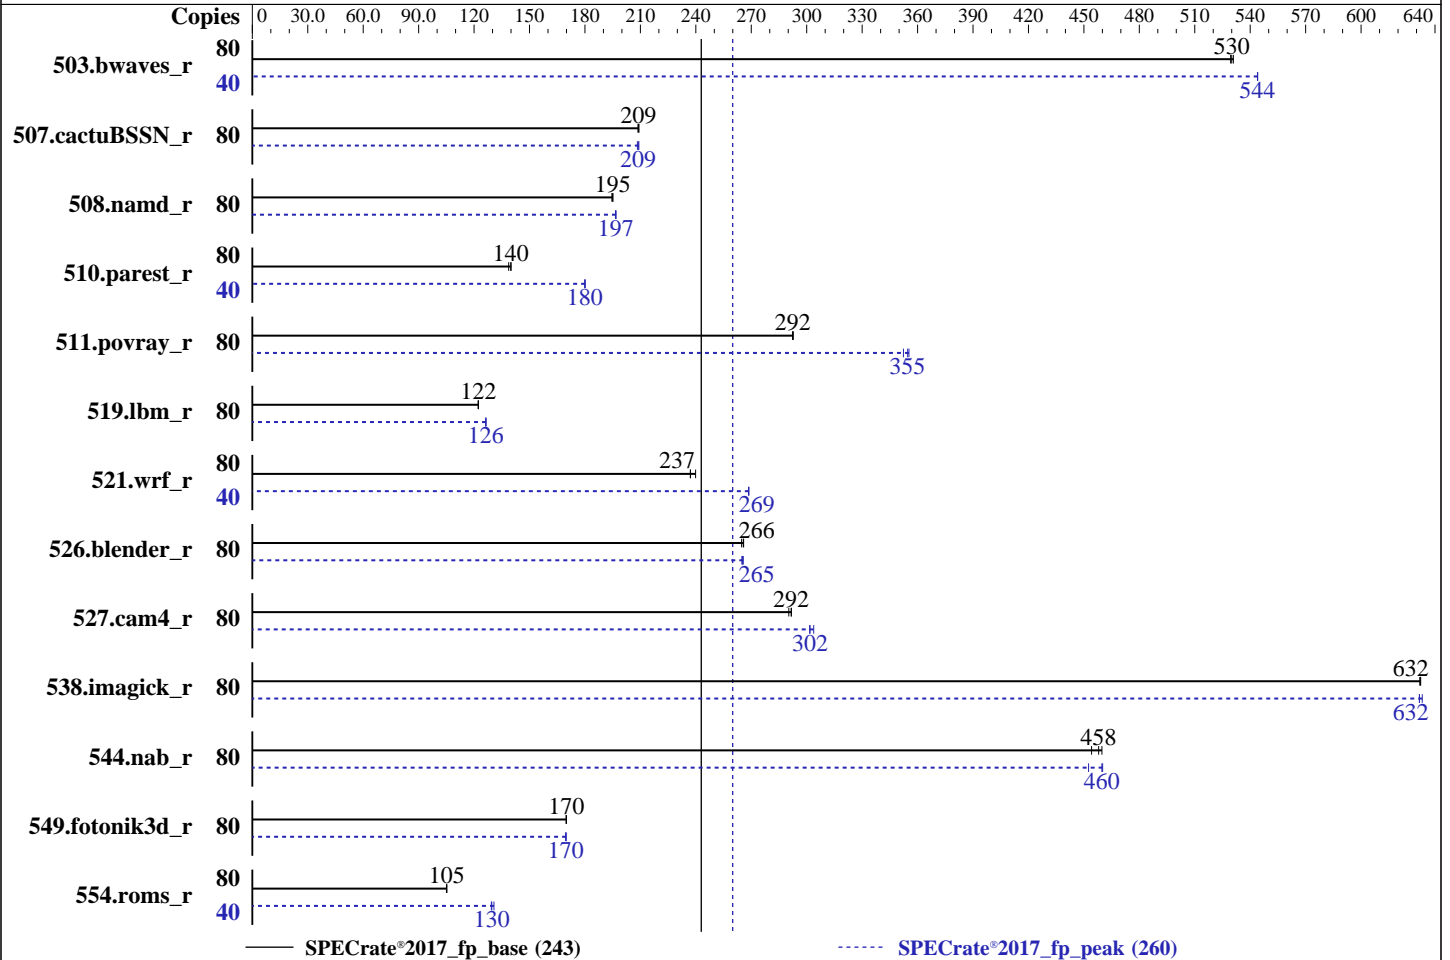 Copies 0 30.0 60.0 90.0 120 150 180 210 240 270 300 330 360 390 420 450 480 510 540 570 600 640
503.bwaves_r 80 530
40 544
507.cactuBSSN_r 80 209
209
508.namd_r 80 195
197
510.parest_r 80 140
40 180
511.povray_r 80 292
355
519.lbm_r 80 122
126
521.wrf_r 80 237
40 269
526.blender_r 80 266
265
527.cam4_r 80 292
302
538.imagick_r 80 632
632
544.nab_r 80 458
460
549.fotonik3d_r 80 170
170
554.roms_r 80 105
40 130
SPECrate®2017_fp_base (243) SPECrate®2017_fp_peak (260)